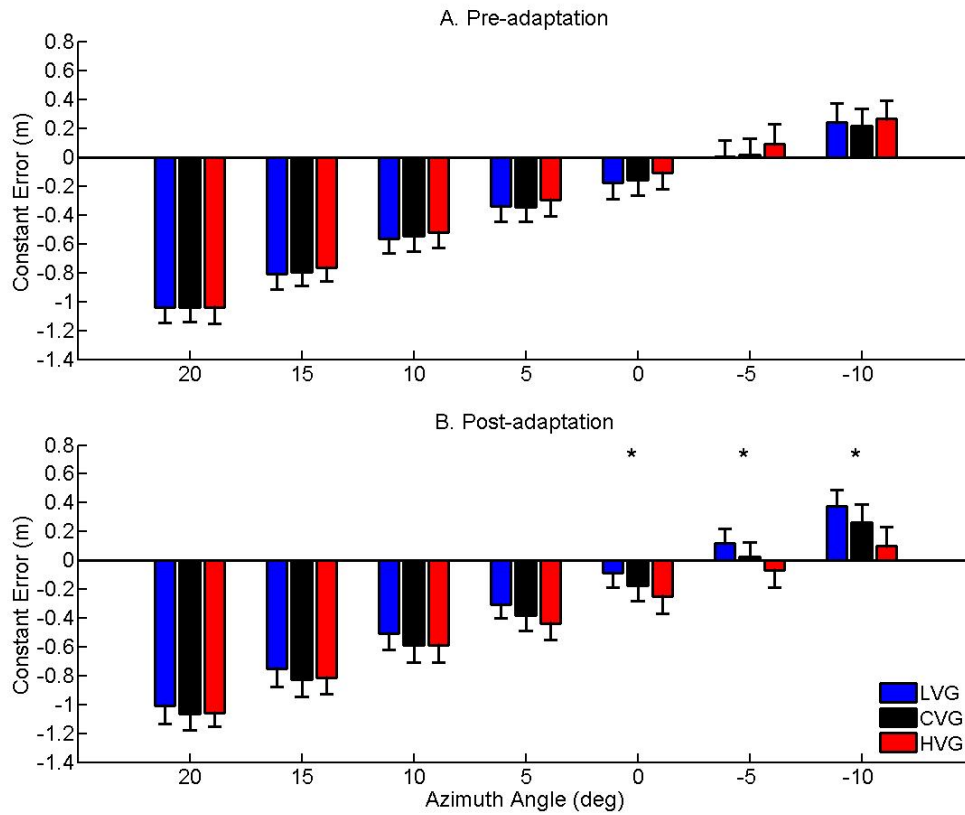 A. Pre-adaptation
0.8
0.6
0.4
0.2
0
-0.2
-0.4
-0.6
-0.8
-1
-1.2
-1.4
Constant Error (m)
20 15 10 5 0 -5 -10
B. Post-adaptation
0.8
0.6
0.4
0.2
0
-0.2
-0.4
-0.6
-0.8
-1
-1.2
-1.4
Constant Error (m)
* * *
LVG
CVG
HVG
20 15 10 5 0 -5 -10
Azimuth Angle (deg)